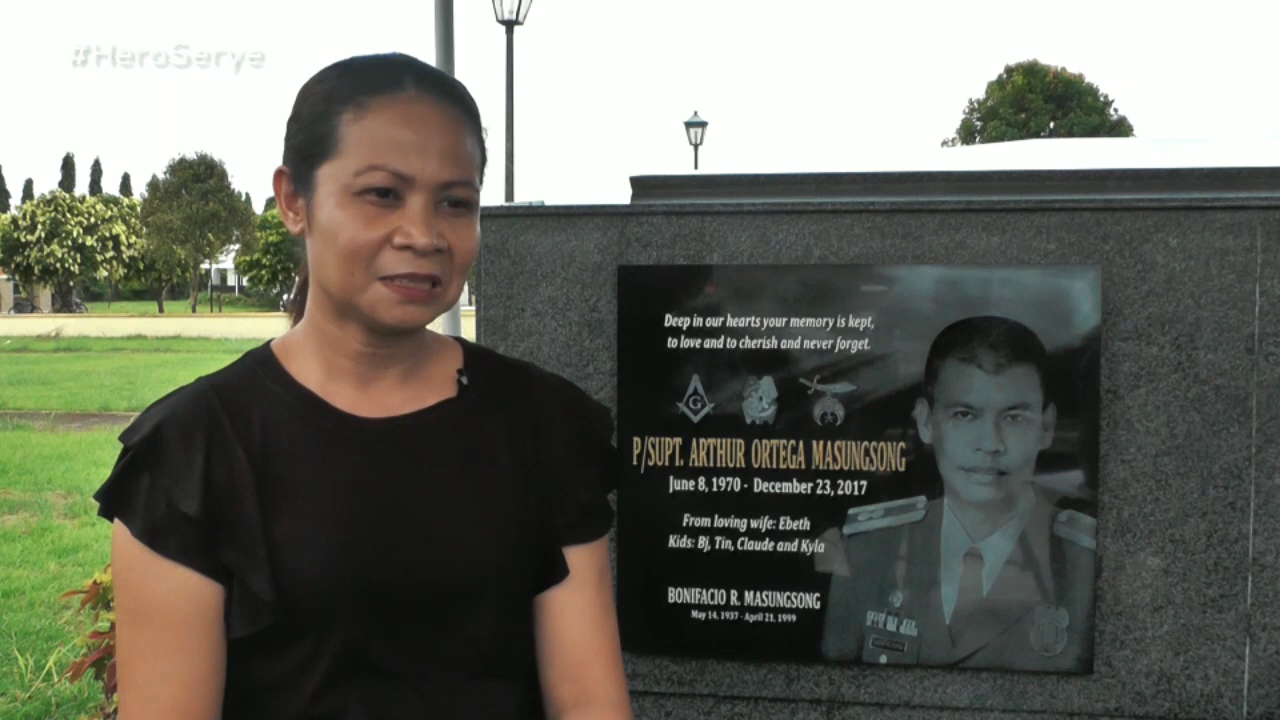 #HeroSerye
Deep in our hearts your memory is kept,
to love and to cherish and never forget.
G
P/SUPT. ARTHUR ORTEGA MASUNGSONG
June 8, 1970 - December 23, 2017
From loving wife: Ebeth
Kids: Bj, Tin, Claude and Kyla
BONIFACIO R. MASUNGSONG
May 14, 1937 - April 21, 1999